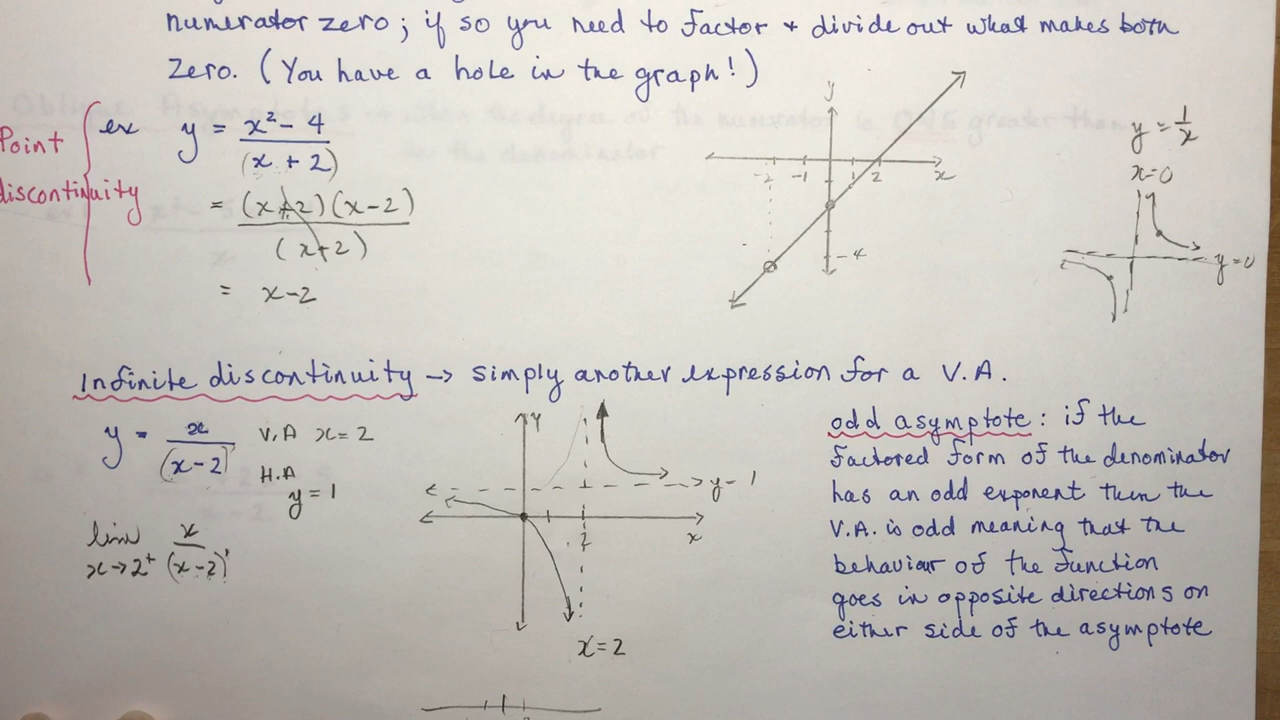 numerator zero; if so you need to factor + divide out what makes both
zero. (You have a hole in the graph!)
Point
discontinuity
ex y = x² - 4 / (x + 2)
= (x+2)(x-2) / (x+2)
= x-2
y
-2 -1 2 x
-4
y = 1/x
x=0
y=0
Infinite discontinuity → simply another expression for a V.A.
y = x / (x-2) V.A x=2
H.A
y=1
lim x→2⁺ x / (x-2)¹
y
y=1
2 x
x=2
odd asymptote: if the
factored form of the denominator
has an odd exponent then the
V.A. is odd meaning that the
behaviour of the function
goes in opposite directions on
either side of the asymptote